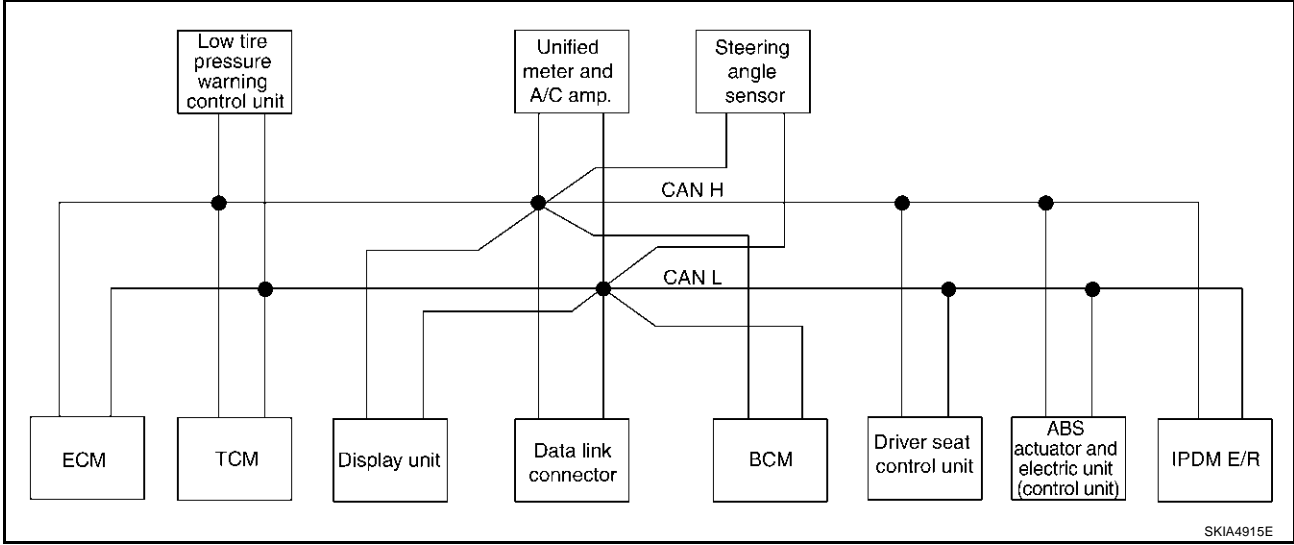 Low tire
pressure
warning
control unit
Unified
meter and
A/C amp.
Steering
angle
sensor
CAN H
CAN L
ECM
TCM
Display unit
Data link
connector
BCM
Driver seat
control unit
ABS
actuator and
electric unit
(control unit)
IPDM E/R
SKIA4915E